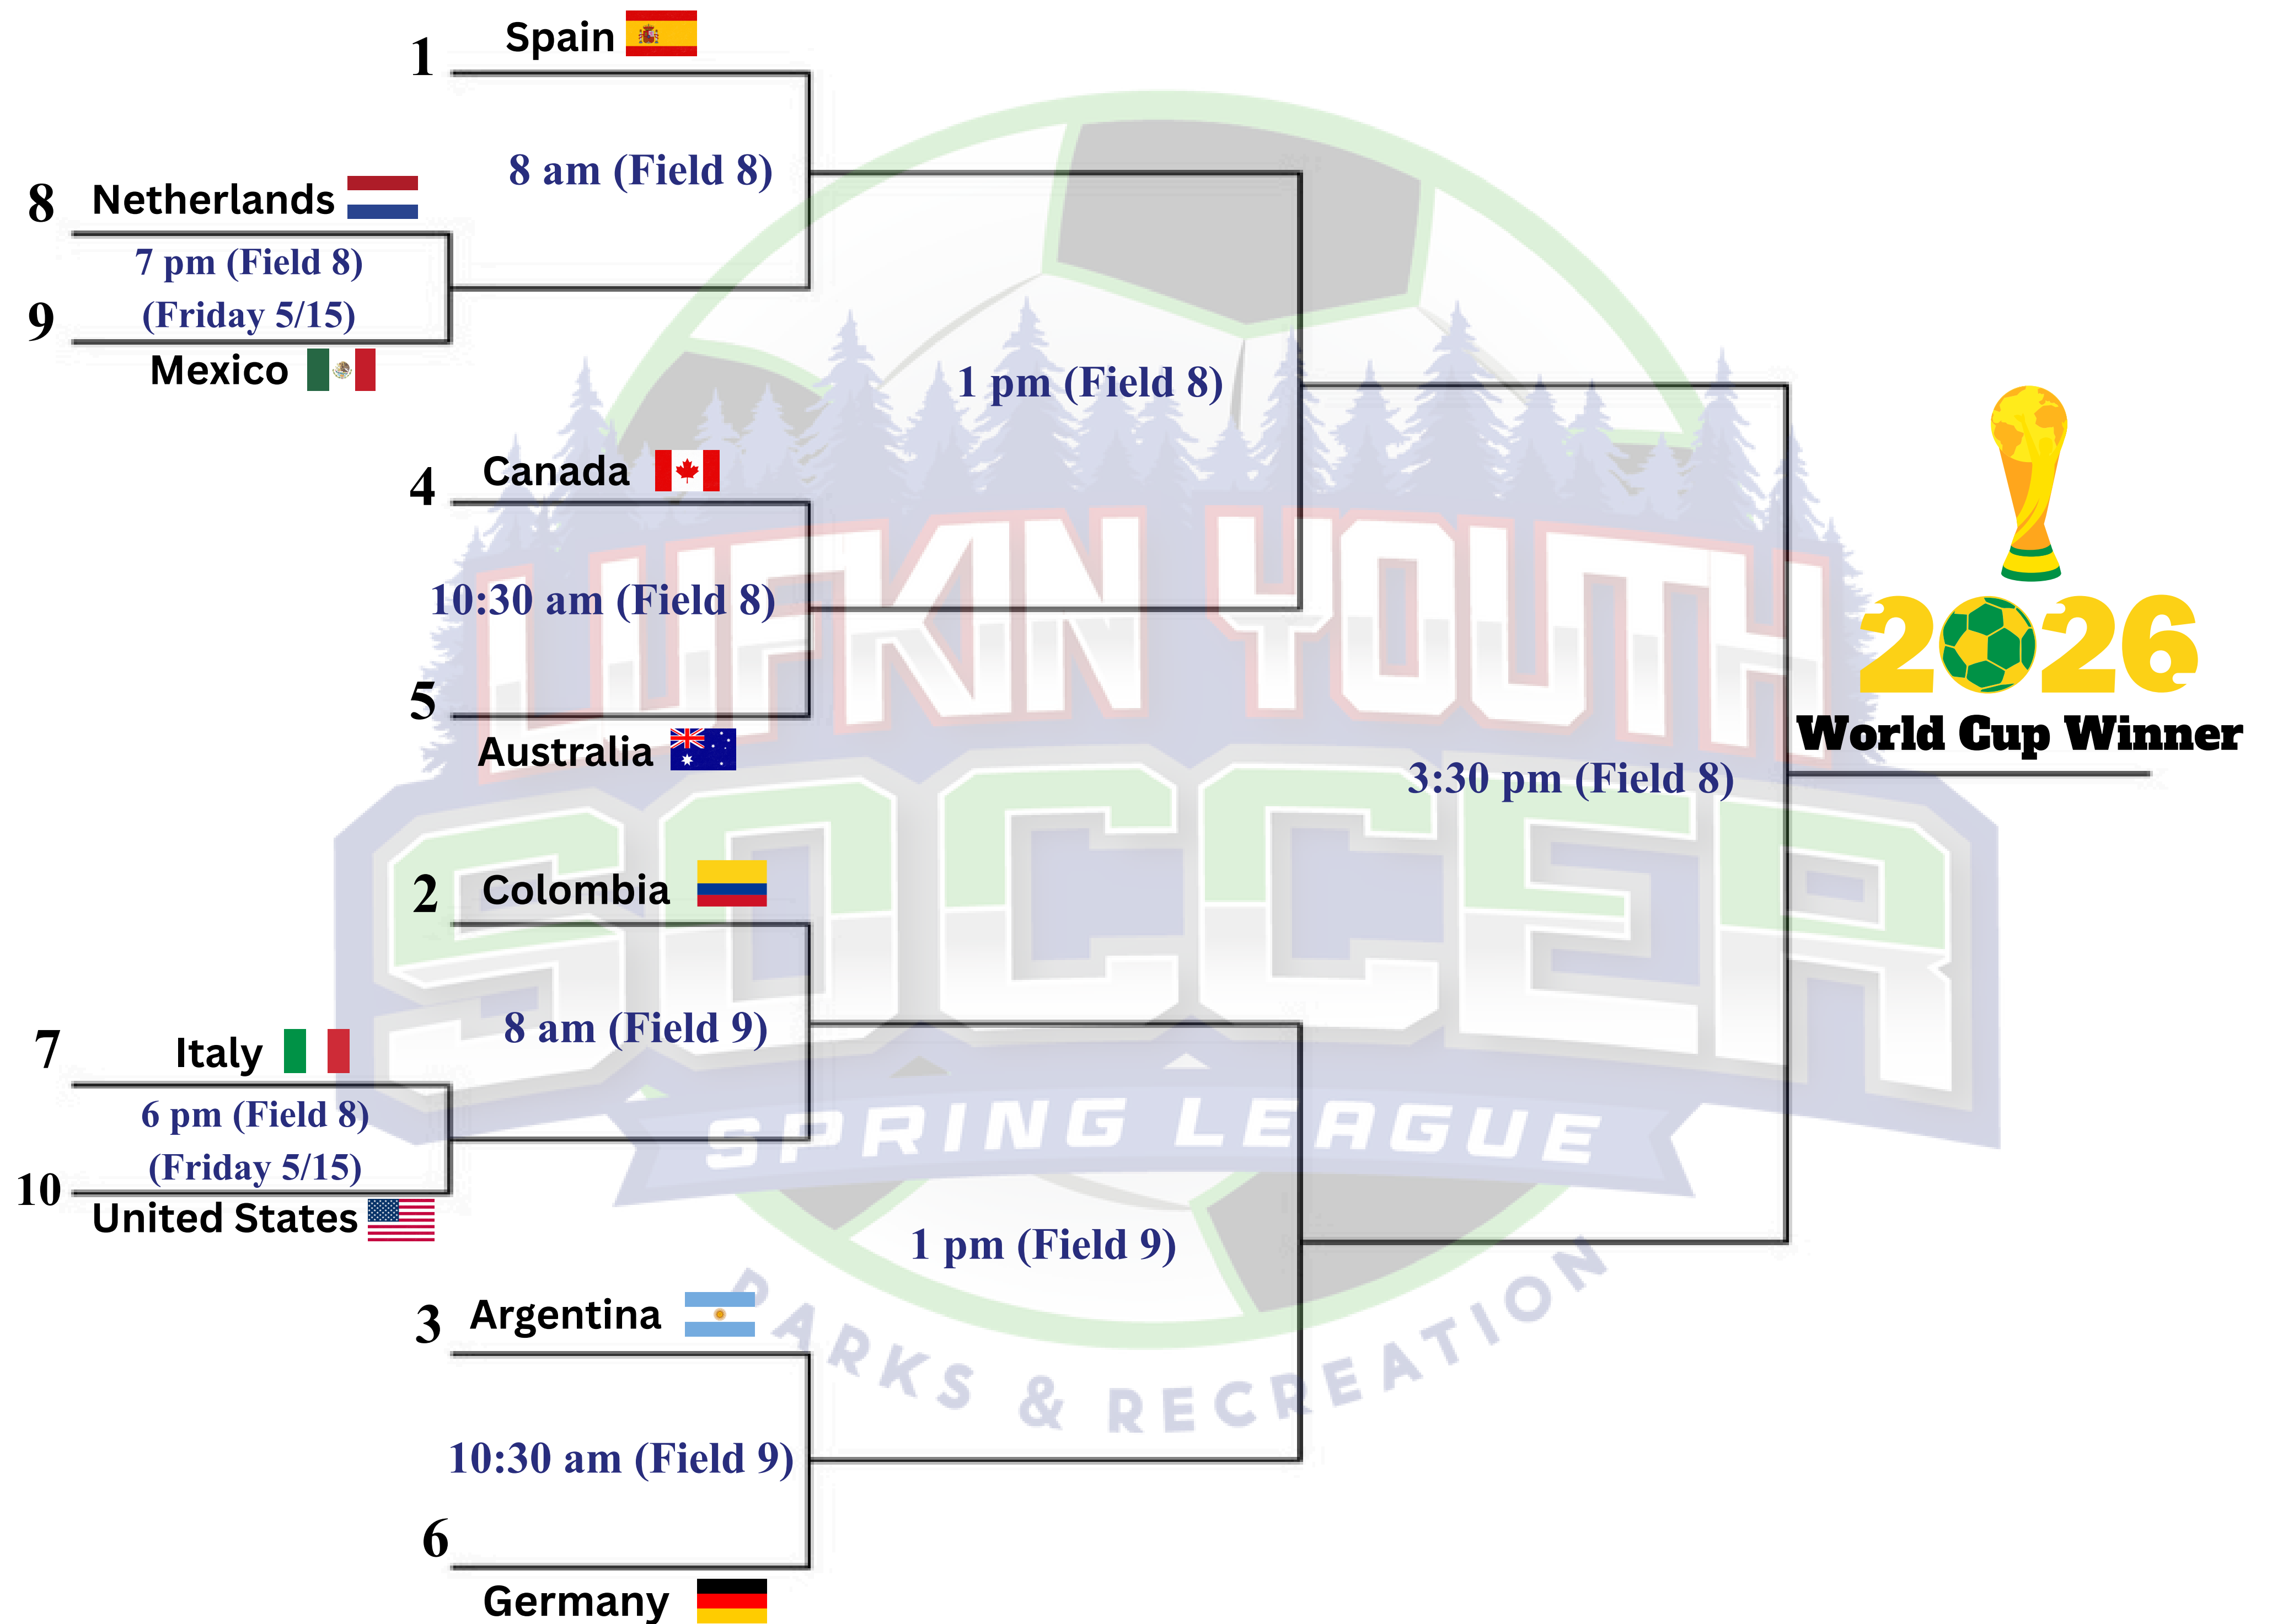 1
Spain
8 am (Field 8)
8
Netherlands
7 pm (Field 8)
(Friday 5/15)
9
Mexico
1 pm (Field 8)
4
Canada
10:30 am (Field 8)
5
Australia
LUFKIN YOUTH
SOCCER
SPRING LEAGUE
PARKS & RECREATION
2026
World Cup Winner
3:30 pm (Field 8)
2
Colombia
8 am (Field 9)
7
Italy
6 pm (Field 8)
(Friday 5/15)
10
United States
1 pm (Field 9)
3
Argentina
10:30 am (Field 9)
6
Germany